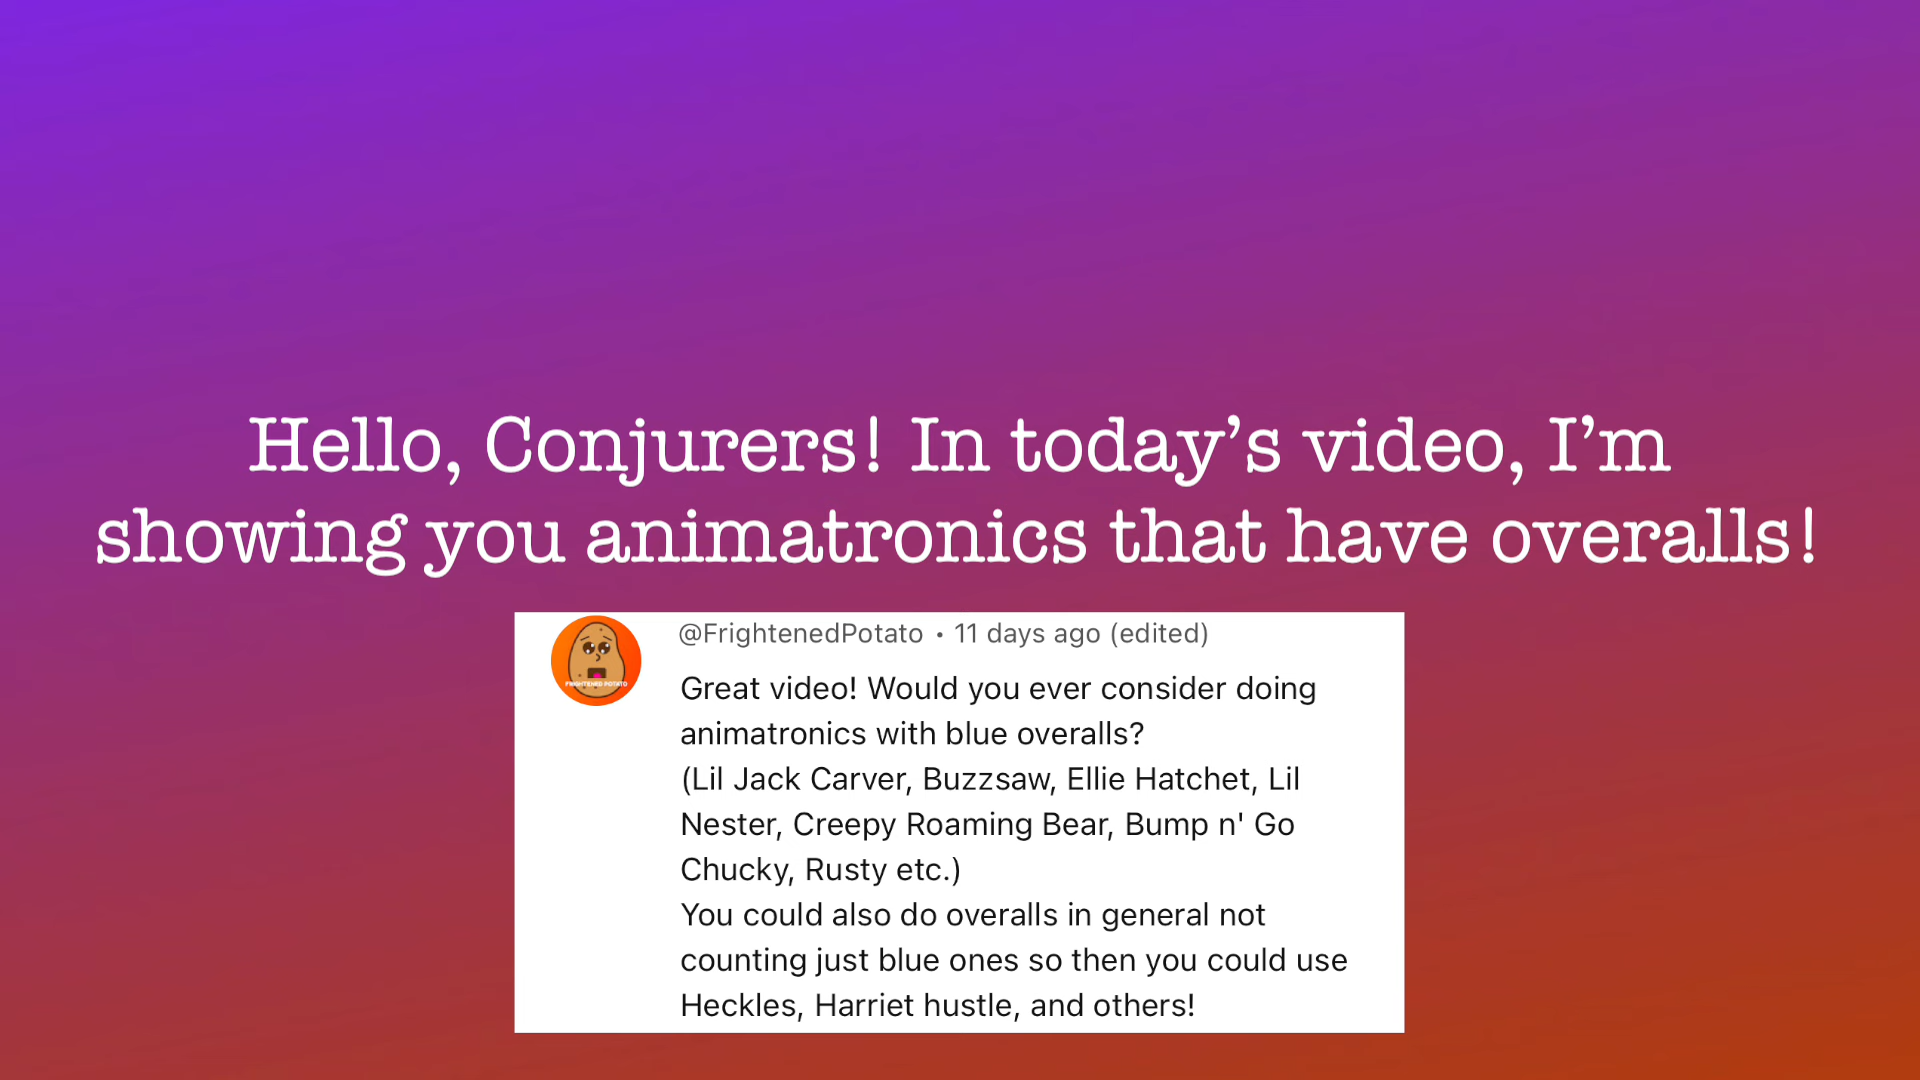 Hello, Conjurers! In today’s video, I’m
showing you animatronics that have overalls!
@FrightenedPotato • 11 days ago (edited)
FRIGHTENED POTATO
Great video! Would you ever consider doing
animatronics with blue overalls?
(Lil Jack Carver, Buzzsaw, Ellie Hatchet, Lil
Nester, Creepy Roaming Bear, Bump n' Go
Chucky, Rusty etc.)
You could also do overalls in general not
counting just blue ones so then you could use
Heckles, Harriet hustle, and others!